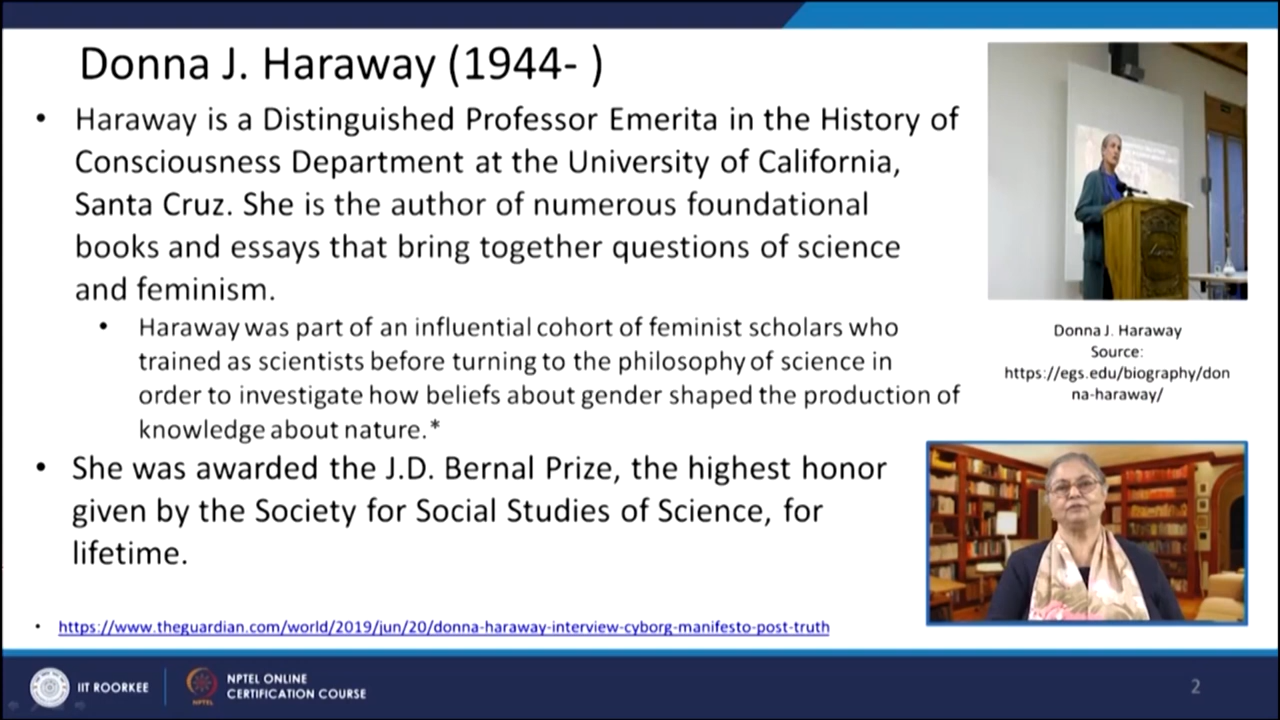 Donna J. Haraway (1944- )
• Haraway is a Distinguished Professor Emerita in the History of
Consciousness Department at the University of California,
Santa Cruz. She is the author of numerous foundational
books and essays that bring together questions of science
and feminism.
• Haraway was part of an influential cohort of feminist scholars who
trained as scientists before turning to the philosophy of science in
order to investigate how beliefs about gender shaped the production of
knowledge about nature.*
• She was awarded the J.D. Bernal Prize, the highest honor
given by the Society for Social Studies of Science, for
lifetime.
• https://www.theguardian.com/world/2019/jun/20/donna-haraway-interview-cyborg-manifesto-post-truth
Donna J. Haraway
Source:
https://egs.edu/biography/don
na-haraway/
IIT ROORKEE
NPTEL
NPTEL ONLINE
CERTIFICATION COURSE
2